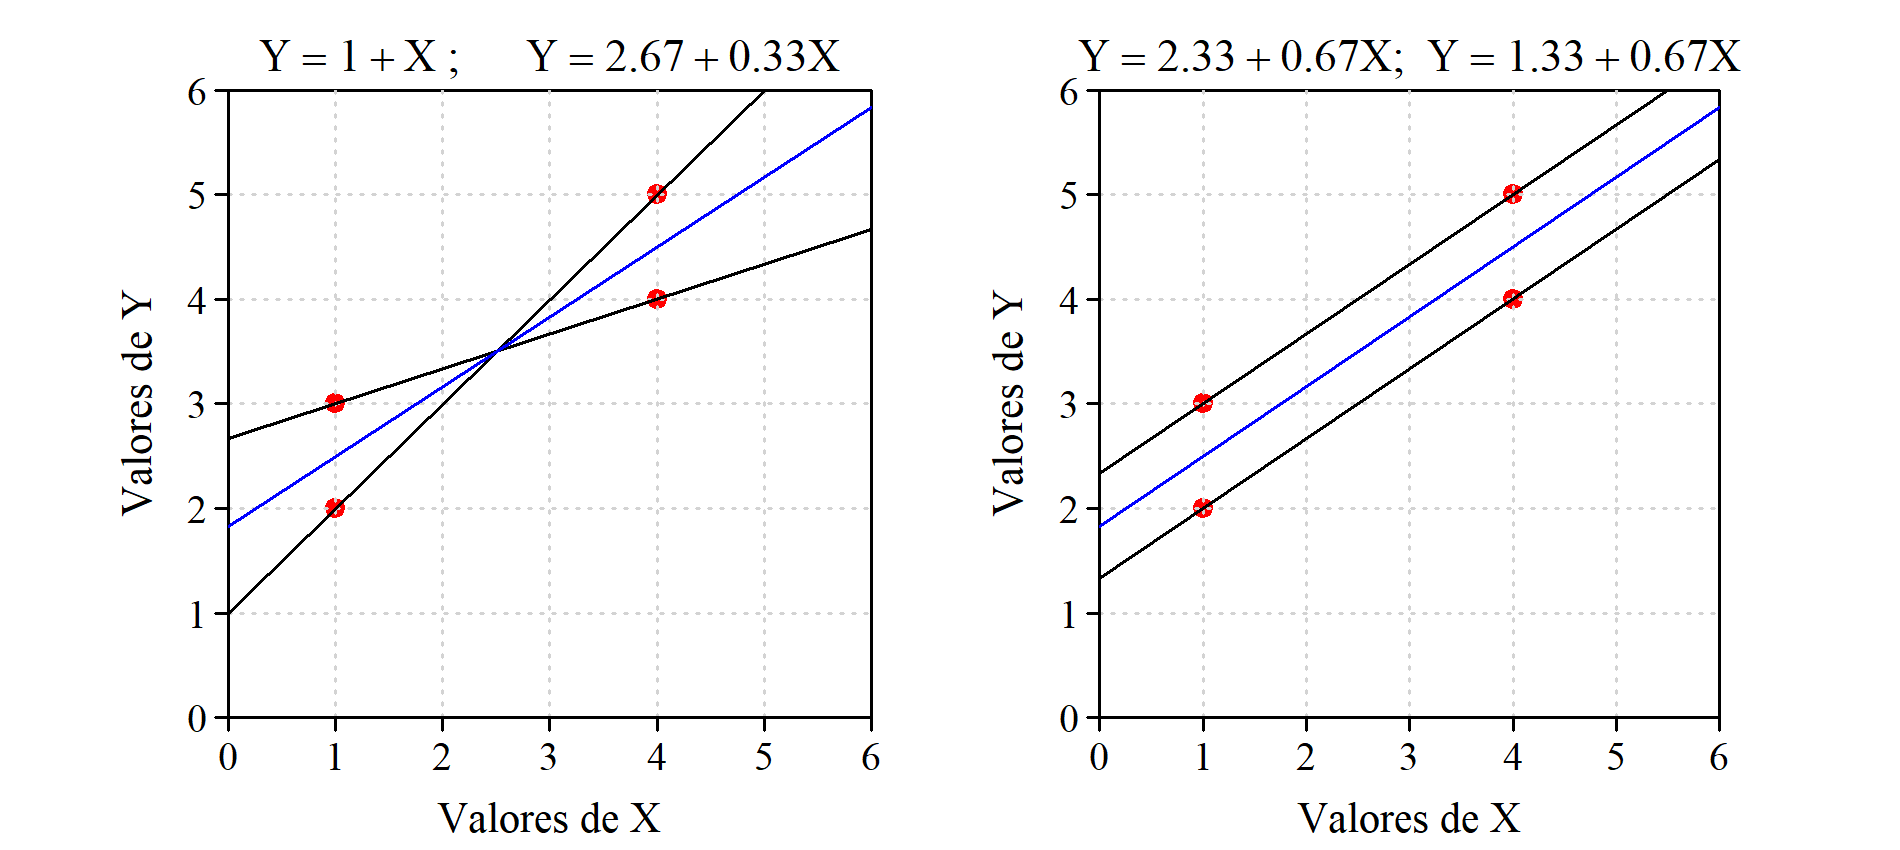 Y = 1 + X ; Y = 2.67 + 0.33X
6
5
4
3
2
1
0
0 1 2 3 4 5 6
Valores de Y
Valores de X
Y = 2.33 + 0.67X; Y = 1.33 + 0.67X
6
5
4
3
2
1
0
0 1 2 3 4 5 6
Valores de Y
Valores de X